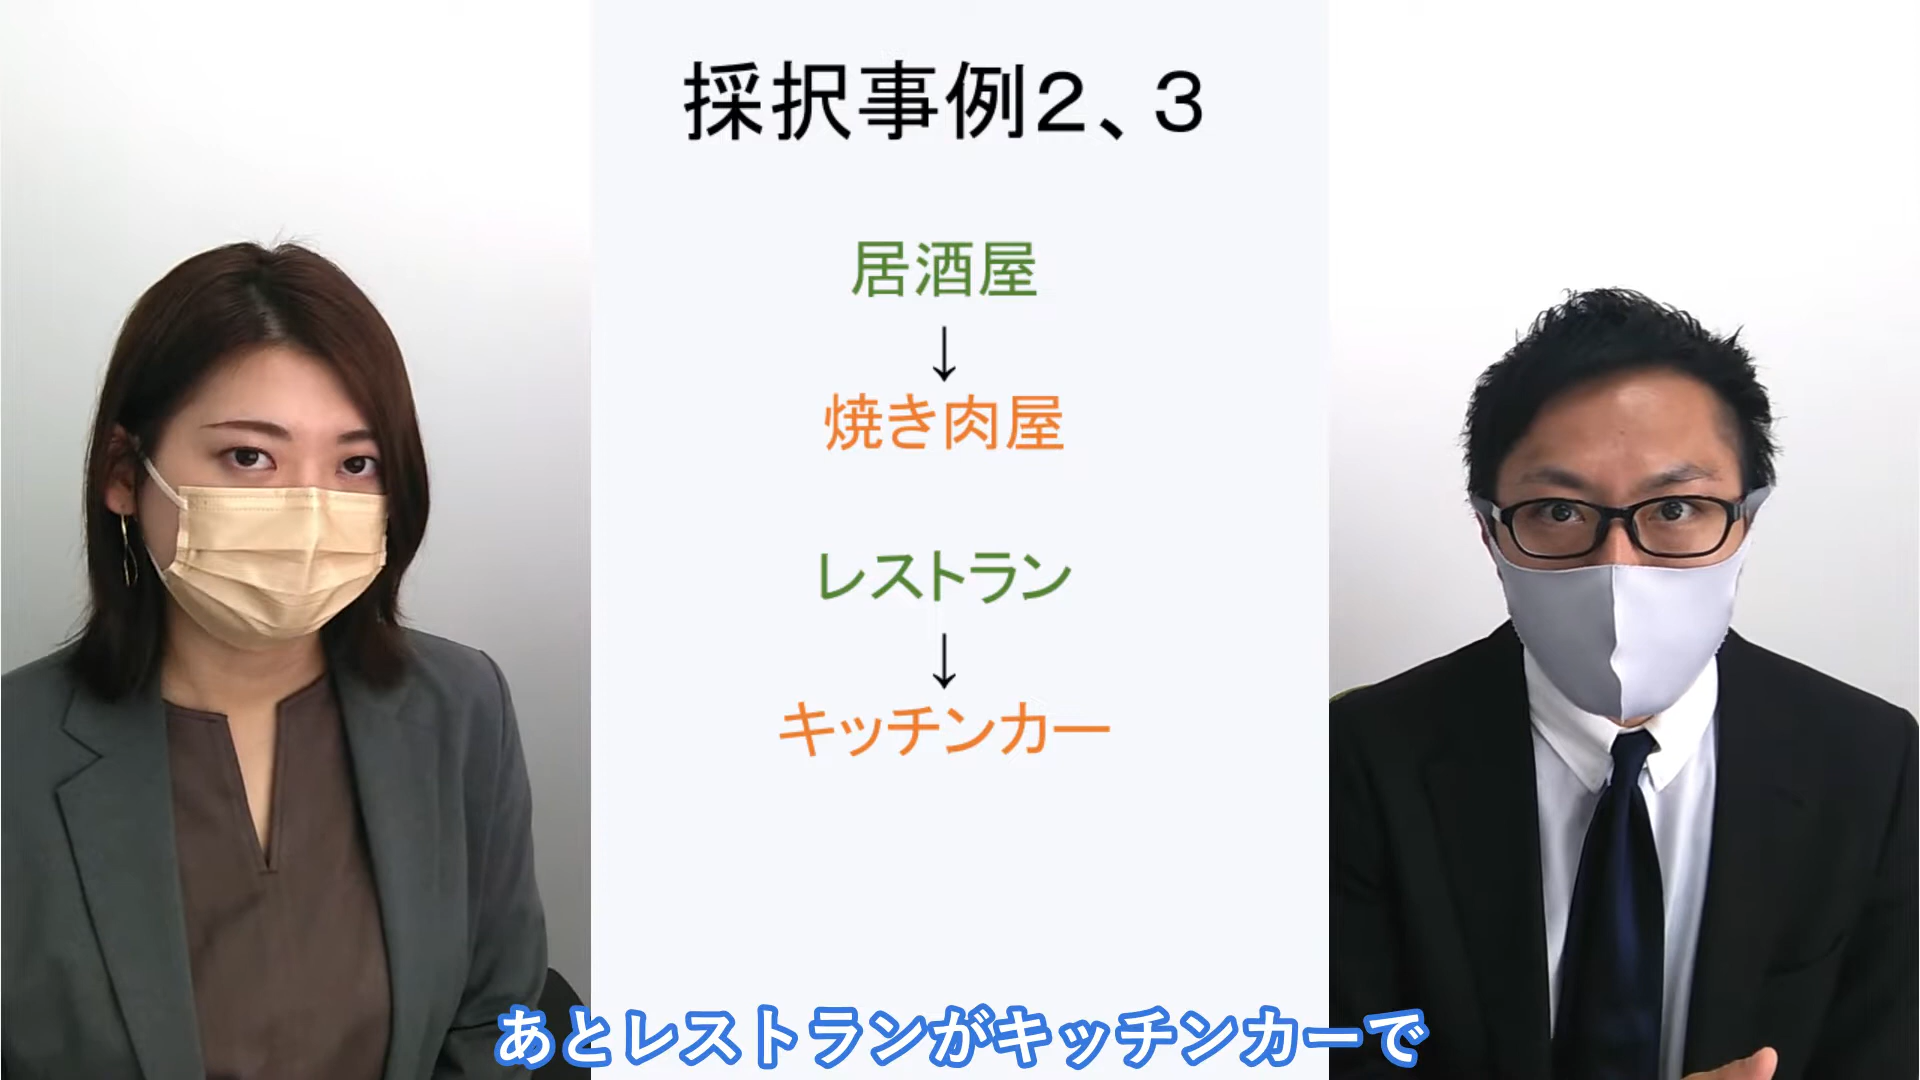 採択事例２、３
居酒屋
↓
焼き肉屋
レストラン
↓
キッチンカー
あとレストランがキッチンカーで